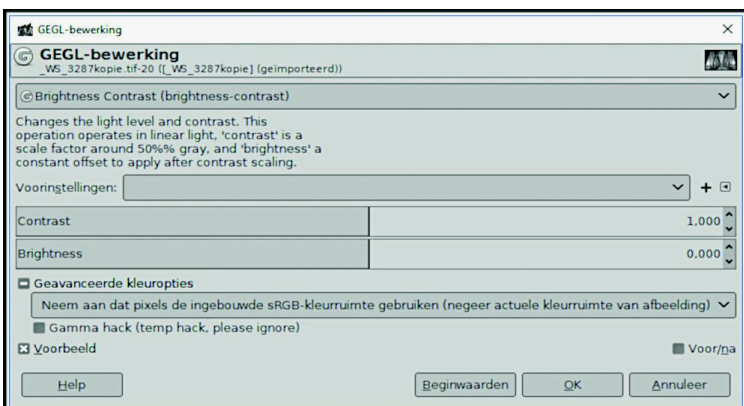 GEGL-bewerking
GEGL-bewerking
_WS_3287kopie.tif-20 ([_WS_3287kopie] (geïmporteerd))
Brightness Contrast (brightness-contrast)
Changes the light level and contrast. This
operation operates in linear light, 'contrast' is a
scale factor around 50%% gray, and 'brightness' a
constant offset to apply after contrast scaling.
Voorinstellingen:
Contrast 1,000
Brightness 0,000
Geavanceerde kleuropties
Neem aan dat pixels de ingebouwde sRGB-kleurruimte gebruiken (negeer actuele kleurruimte van afbeelding)
Gamma hack (temp hack, please ignore)
Voorbeeld Voor/na
Help Beginwaarden OK Annuleer